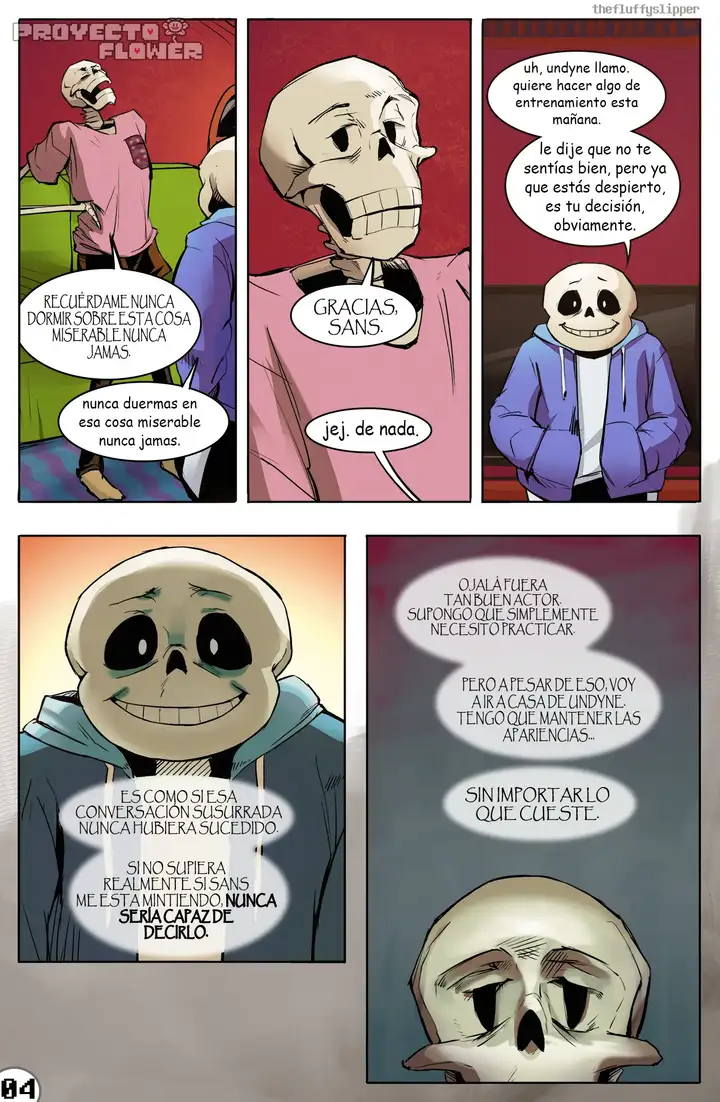 thefluffyslipper
PROYECTO
FLOWER
RECUÉRDAME NUNCA
DORMIR SOBRE ESTA COSA
MISERABLE NUNCA
JAMAS.
nunca duermas en
esa cosa miserable
nunca jamas.
GRACIAS,
SANS.
jej. de nada.
uh, undyne llamo.
quiere hacer algo de
entrenamiento esta
mañana.
le dije que no te
sentías bien, pero ya
que estás despierto,
es tu decisión,
obviamente.
ES COMO SI ESA
CONVERSACIÓN SUSURRADA
NUNCA HUBIERA SUCEDIDO.
SI NO SUPIERA
REALMENTE SI SANS
ME ESTA MINTIENDO, NUNCA
SERÍA CAPAZ DE
DECIRLO.
OJALÁ FUERA
TAN BUEN ACTOR.
SUPONGO QUE SIMPLEMENTE
NECESITO PRACTICAR.
PERO A PESAR DE ESO, VOY
A IR A CASA DE UNDYNE.
TENGO QUE MANTENER LAS
APARIENCIAS...
SIN IMPORTAR LO
QUE CUESTE.
04